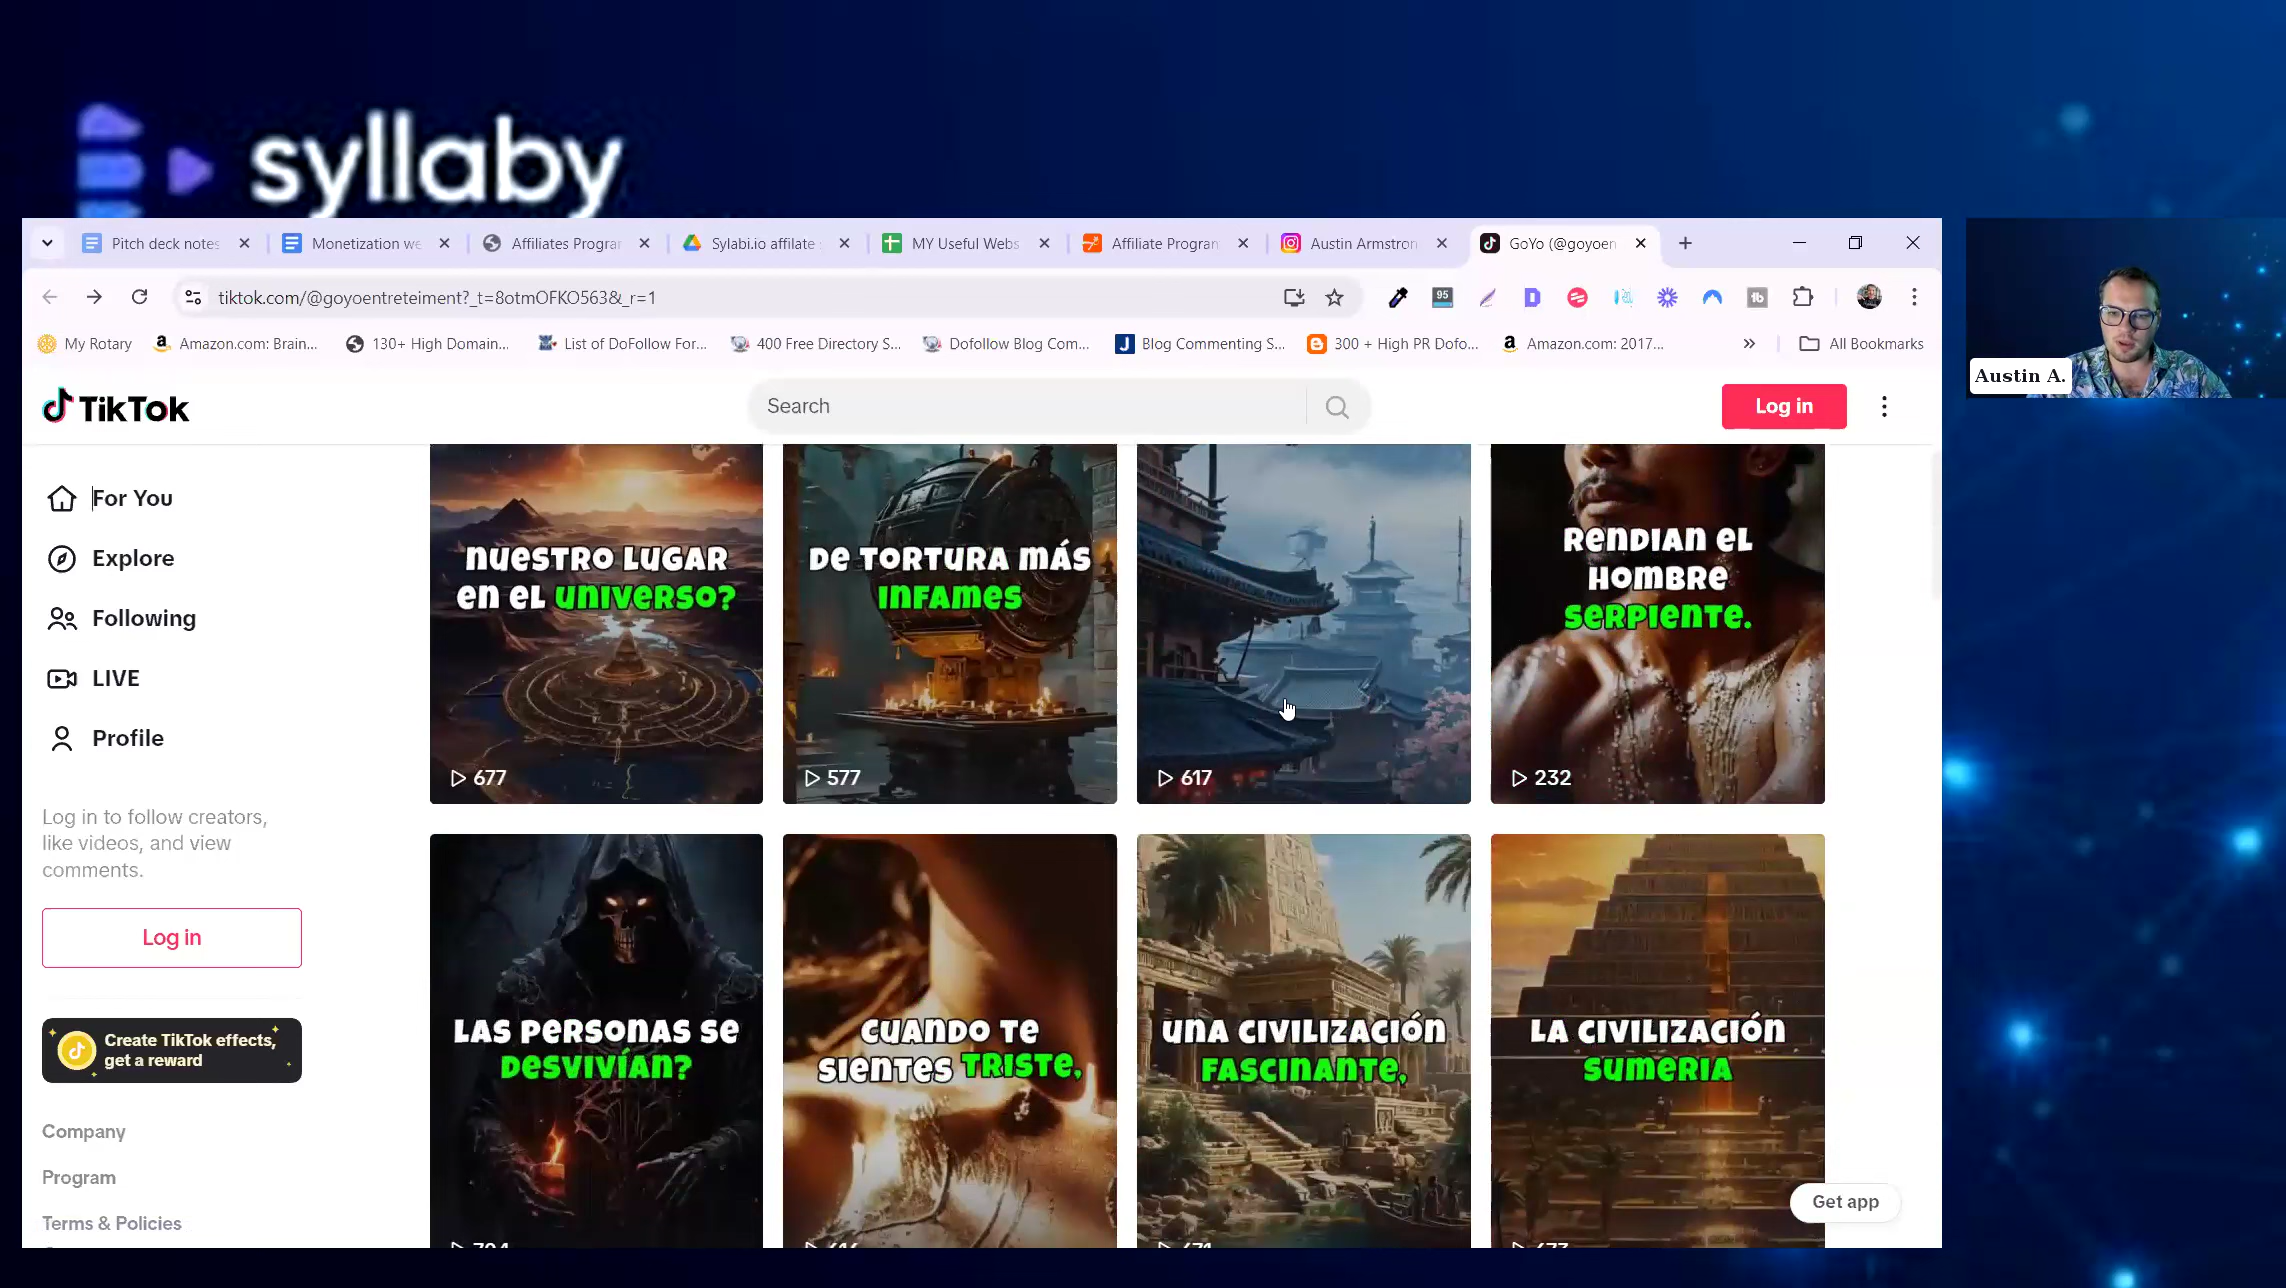 syllaby
Pitch deck notes
Monetization we
Affiliates Progra
Sylabi.io affilate
MY Useful Webs
Affiliate Program
Austin Armstron
GoYo (@goyoen
tiktok.com/@goyoentreteiment?_t=8otmOFKO563&_r=1
95
My Rotary
Amazon.com: Brain...
130+ High Domain...
List of DoFollow For...
400 Free Directory S...
Dofollow Blog Com...
Blog Commenting S...
300 + High PR Dofo...
Amazon.com: 2017...
All Bookmarks
Austin A.
TikTok
Search
Log in
For You
Explore
Following
LIVE
Profile
Log in to follow creators,
like videos, and view
comments.
Log in
Create TikTok effects,
get a reward
Company
Program
Terms & Policies
NUESTRO LUGAR
EN EL UNIVERSO?
677
DE TORTURA MÁS
INFAMES
577
617
RENDIAN EL
HOMBRE
SERPIENTE.
232
LAS PERSONAS SE
DESVIVÍAN?
CUANDO TE
SIENTES TRISTE,
UNA CIVILIZACIÓN
FASCINANTE,
LA CIVILIZACIÓN
SUMERIA
Get app